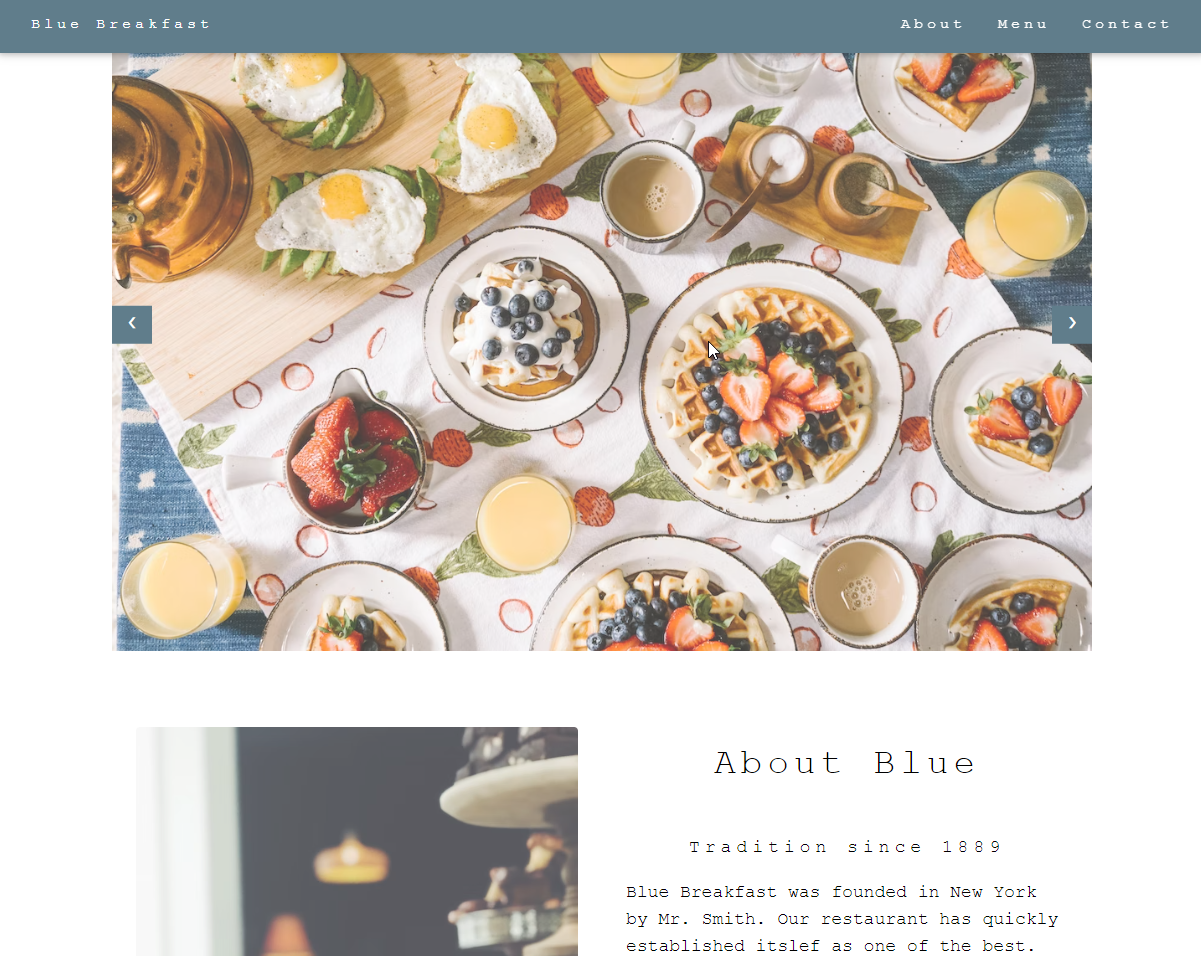 Blue Breakfast
About Menu Contact
❮ ❯
About Blue
Tradition since 1889
Blue Breakfast was founded in New York
by Mr. Smith. Our restaurant has quickly
established itslef as one of the best.